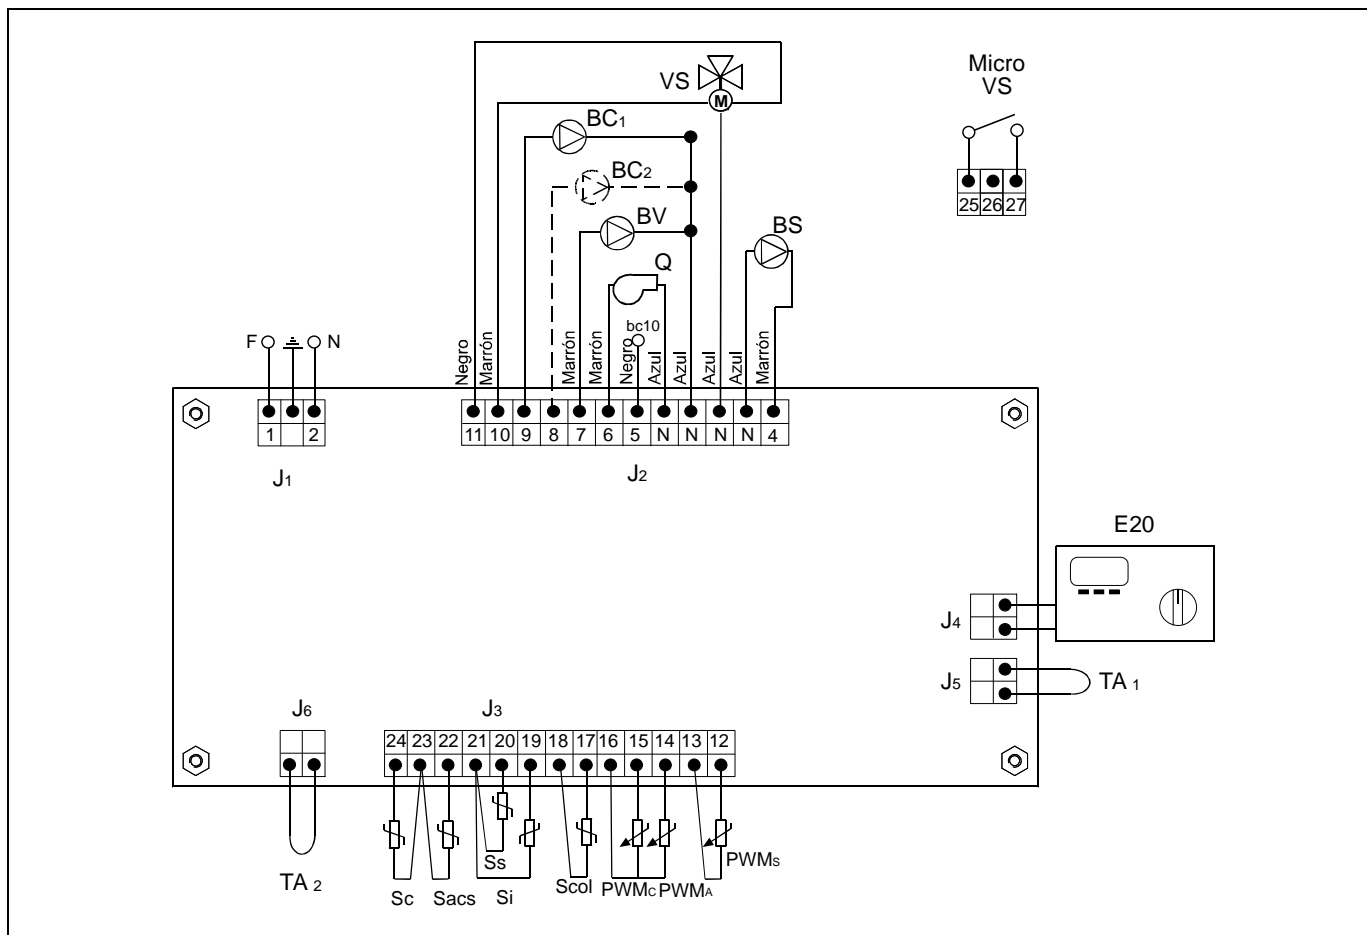 VS
M
Micro
VS
BC1
BC2
BV
BS
Q
bc10
F
N
Negro
Marrón
Marrón
Marrón
Negro
Azul
Azul
Azul
Azul
Marrón
25 26 27
1 2
11 10 9 8 7 6 5 N N N N 4
J1
J2
E20
J4
J5
TA 1
J6
J3
24 23 22 21 20 19 18 17 16 15 14 13 12
TA 2
Sc
Sacs
Ss
Si
Scol
PWMC
PWMA
PWMS